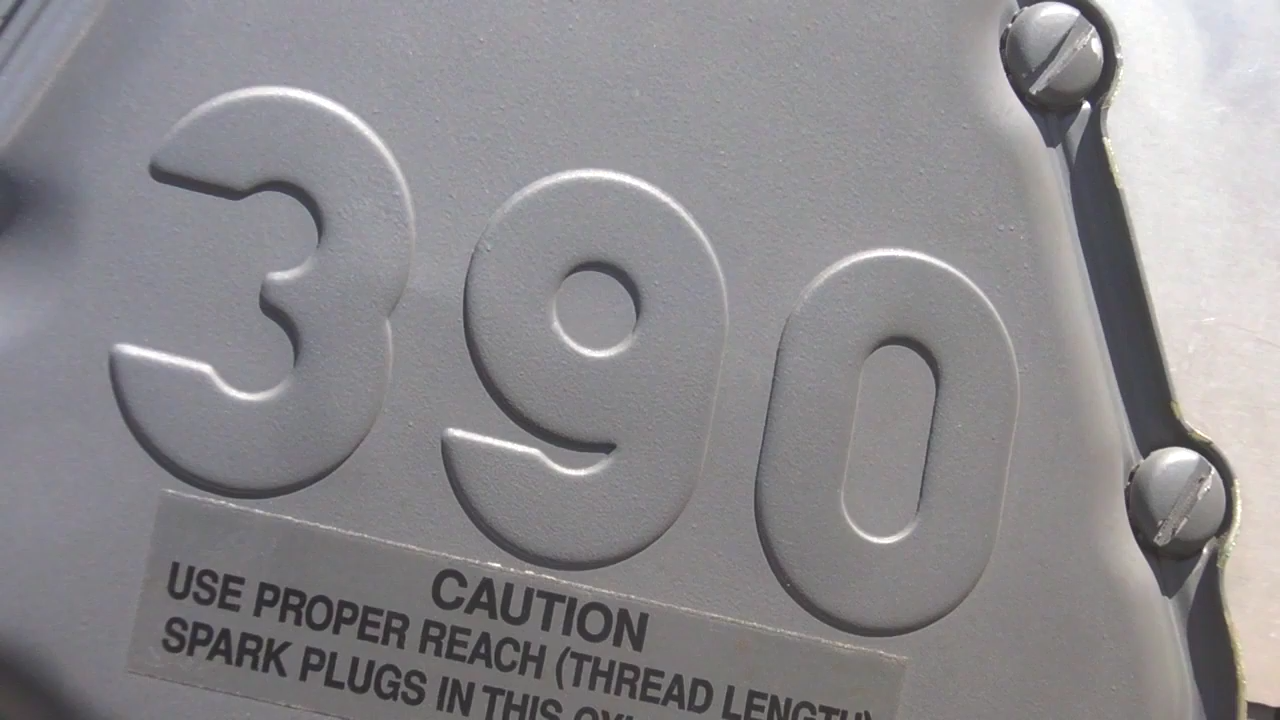 390
CAUTION
USE PROPER REACH (THREAD LENGTH)
SPARK PLUGS IN THIS